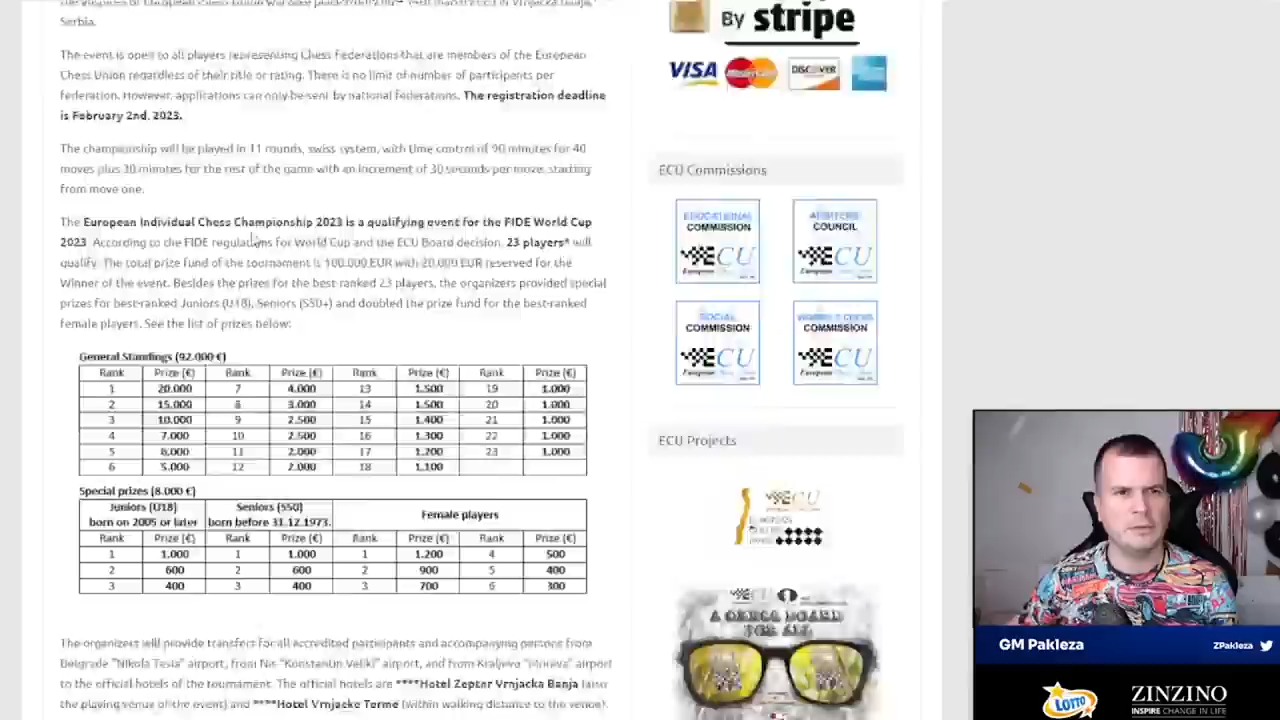 Serbia.
The event is open to all players representing Chess Federations that are members of the European
Chess Union regardless of their title or rating. There is no limit of number of participants per
federation. However, applications can only be sent by national federations. The registration deadline
is February 2nd, 2023.
The championship will be played in 11 rounds, swiss system, with time control of 90 minutes for 40
moves plus 30 minutes for the rest of the game with an increment of 30 seconds per move, starting
from move one.
The European Individual Chess Championship 2023 is a qualifying event for the FIDE World Cup
2023. According to the FIDE regulations for World Cup and the ECU Board decision, 23 players* will
qualify. The total prize fund of the tournament is 100.000 EUR with 20.000 EUR reserved for the
Winner of the event. Besides the prizes for the best ranked 23 players, the organizers provided special
prizes for best-ranked Juniors (U18), Seniors (S50+) and doubled the prize fund for the best-ranked
female players. See the list of prizes below:
General Standings (92.000 €)
Rank Prize (€) Rank Prize (€) Rank Prize (€) Rank Prize (€)
1 20.000 7 4.000 13 1.500 19 1.000
2 15.000 8 3.000 14 1.500 20 1.000
3 10.000 9 2.500 15 1.400 21 1.000
4 7.000 10 2.500 16 1.300 22 1.000
5 6.000 11 2.000 17 1.200 23 1.000
6 5.000 12 2.000 18 1.100
Special prizes (8.000 €)
Juniors (U18) Seniors (S50) Female players
born on 2005 or later born before 31.12.1973.
Rank Prize (€) Rank Prize (€) Rank Prize (€) Rank Prize (€)
1 1.000 1 1.000 1 1.200 4 500
2 600 2 600 2 900 5 400
3 400 3 400 3 700 6 300
The organizers will provide transfer for all accredited participants and accompanying persons from
Belgrade "Nikola Tesla" airport, from Nis "Konstantin Veliki" airport, and from Kraljevo "Morava" airport
to the official hotels of the tournament. The official hotels are ****Hotel Zepter Vrnjacka Banja (also
the playing venue of the event) and ****Hotel Vrnjacke Terme (within walking distance to the venue).
By stripe
VISA MasterCard DISCOVER
ECU Commissions
EDUCATIONAL
COMMISSION
ECU
ARBITERS
COUNCIL
ECU
SOCIAL
COMMISSION
ECU
WOMEN'S CHESS
COMMISSION
ECU
ECU Projects
ECU
A CHESS BOARD
FOR ALL
GM Pakleza
ZPakleza
LOTTO
ZINZINO
INSPIRE CHANGE IN LIFE